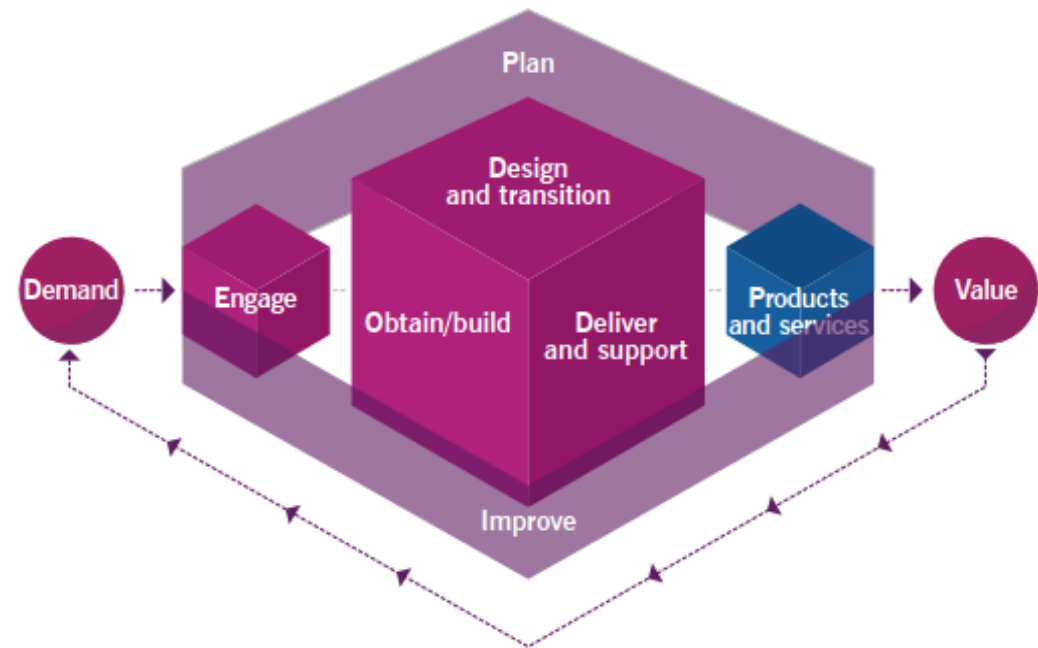 Plan
Design
and transition
Demand
Engage
Obtain/build
Deliver
and support
Products
and services
Value
Improve